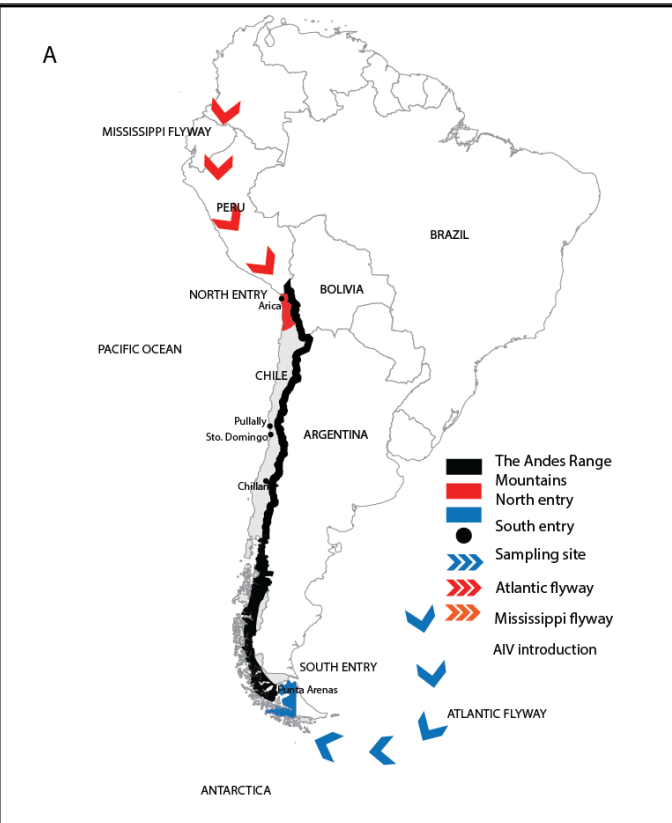 A
MISSISSIPPI FLYWAY
PERU
BRAZIL
BOLIVIA
NORTH ENTRY
Arica
PACIFIC OCEAN
CHILE
Pullally
Sto. Domingo
ARGENTINA
Chillan
The Andes Range
Mountains
North entry
South entry
Sampling site
Atlantic flyway
Mississippi flyway
AIV introduction
SOUTH ENTRY
Punta Arenas
ATLANTIC FLYWAY
ANTARCTICA